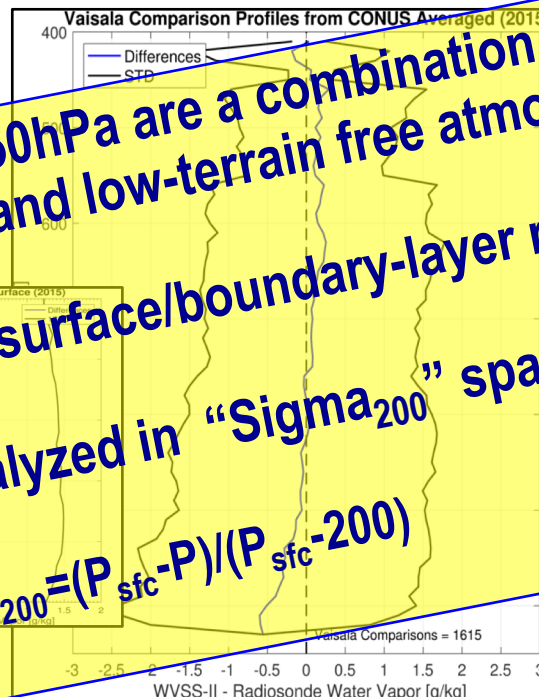 Vaisala Comparison Profiles from CONUS Averaged (2015
400
Differences
STD
50hPa are a combination
and low-terrain free atmo
600
surface/boundary-layer
rface (2015)
alyzed in “Sigma200” spa
200=(Psfc-P)/(Psfc-200)
1.5 2
Vaisala Comparisons = 1615
-3 -2.5 -2 -1.5 -1 -0.5 0 0.5 1 1.5 2 2.5 3
WVSS-II - Radiosonde Water Vapor [g/kg]